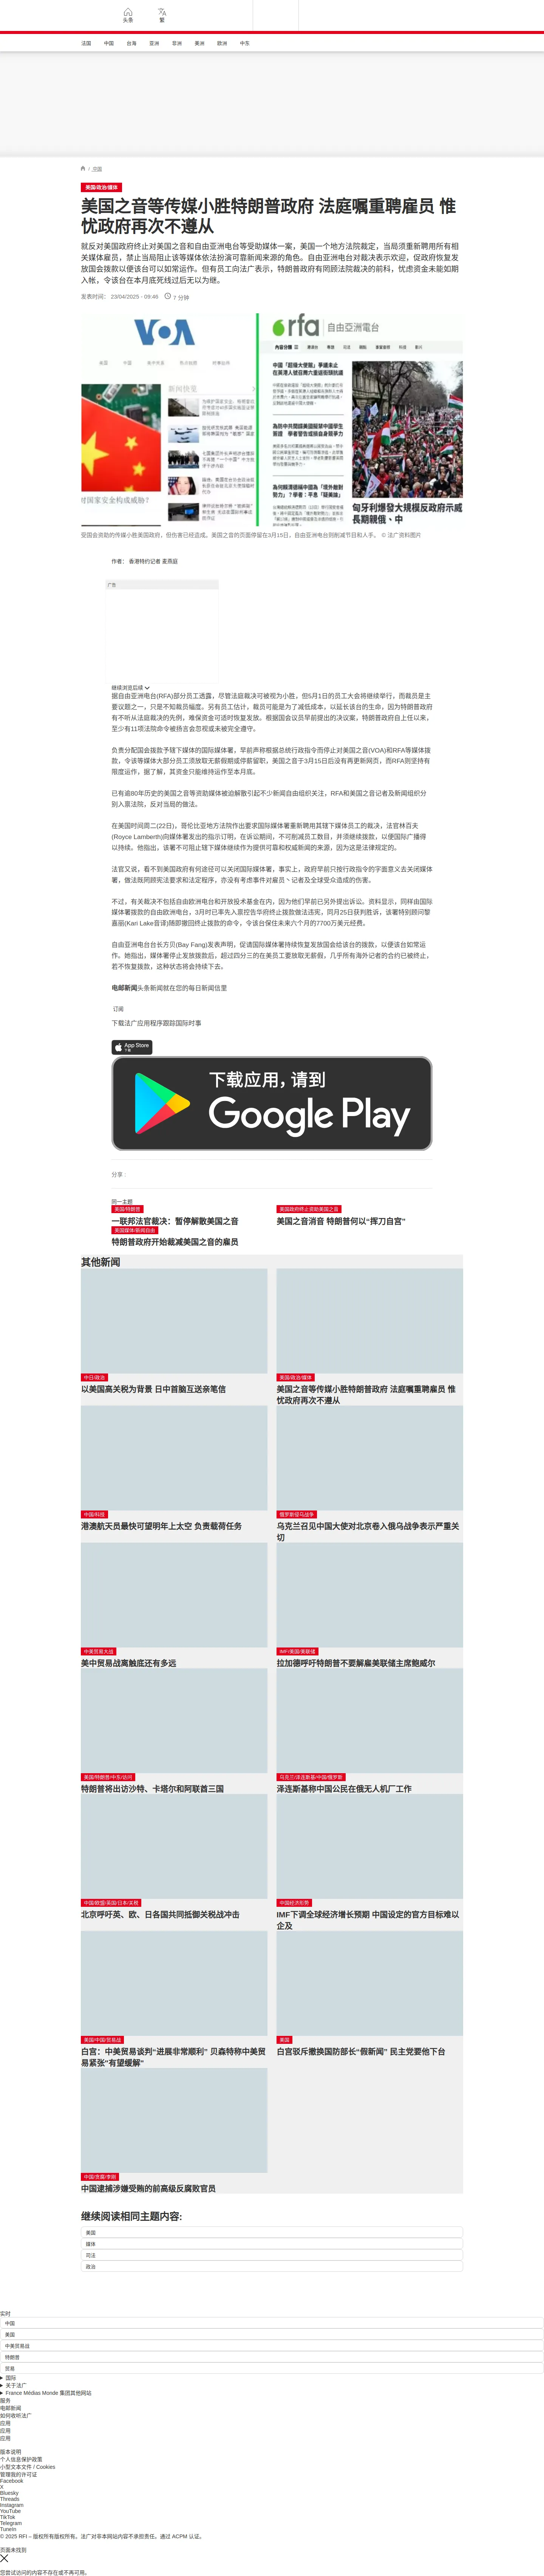 头条
繁
法国
中国
台海
亚洲
非洲
美洲
欧洲
中东
/ 中国
美国/政治/媒体
美国之音等传媒小胜特朗普政府 法庭嘱重聘雇员 惟
忧政府再次不遵从
就反对美国政府终止对美国之音和自由亚洲电台等受助媒体一案，美国一个地方法院裁定，当局须重新聘用所有相
关媒体雇员，禁止当局阻止该等媒体依法扮演可靠新闻来源的角色。自由亚洲电台对裁决表示欢迎，促政府恢复发
放国会拨款以便该台可以如常运作。但有员工向法广表示，特朗普政府有罔顾法院裁决的前科，忧虑资金未能如期
入帐，令该台在本月底死线过后无以为继。
发表时间： 23/04/2025 - 09:46
7 分钟
VOA
新闻快览
rfa 自由亞洲電台
中國「超強大使館」爭議未止
在英港人號召周六重返街頭抗議
匈牙利爆發大規模反政府示威
受国会资助的传媒小胜美国政府，但伤害已经造成。美国之音的页面停留在3月15日，自由亚洲电台则削减节目和人手。 © 法广资料图片
作者： 香港特约记者 麦燕庭
广告
继续浏览后续
据自由亚洲电台(RFA)部分员工透露，尽管法庭裁决可被视为小胜，但5月1日的员工大会将继续举行，而裁员是主
要议题之一，只是不知裁员幅度。另有员工估计，裁员可能是为了减低成本，以延长该台的生命，因为特朗普政府
有不听从法庭裁决的先例，难保资金可适时恢复发放。根据国会议员早前提出的决议案，特朗普政府自上任以来，
至少有11项法院命令被扬言会忽视或未被完全遵守。
负责分配国会拨款予辖下媒体的国际媒体署，早前声称根据总统行政指令而停止对美国之音(VOA)和RFA等媒体拨
款，令该等媒体大部分员工须放取无薪假期或停薪留职，美国之音于3月15日后没有再更新网页，而RFA则坚持有
限度运作，据了解，其资金只能维持运作至本月底。
已有逾80年历史的美国之音等资助媒体被迫解散引起不少新闻自由组织关注，RFA和美国之音记者及新闻组织分
别入禀法院，反对当局的做法。
在美国时间周二(22日)，哥伦比亚地方法院作出要求国际媒体署重新聘用其辖下媒体员工的裁决，法官林百夫
(Royce Lamberth)向媒体署发出的指示订明，在诉讼期间，不可削减员工数目，并须继续拨款，以便国际广播得
以持续。他指出，该署不可阻止辖下媒体继续作为提供可靠和权威新闻的来源，因为这是法律规定的。
法官又说，看不到美国政府有何途径可以关闭国际媒体署，事实上，政府早前只按行政指令的字面意义去关闭媒体
署，做法既罔顾宪法要求和法定程序，亦没有考虑事件对雇员丶记者及全球受众造成的伤害。
不过，有关裁决不包括自由欧洲电台和开放技术基金在内，因为他们早前已另外提出诉讼。资料显示，同样由国际
媒体署拨款的自由欧洲电台，3月时已率先入禀控告华府终止拨款做法违宪。同月25日获判胜诉，该署特别顾问黎
嘉丽(Kari Lake音译)随即撤回终止拨款的命令，令该台保住未来六个月的7700万美元经费。
自由亚洲电台台长方贝(Bay Fang)发表声明，促请国际媒体署持续恢复发放国会给该台的拨款，以便该台如常运
作。她指出，媒体署停止发放拨款后，超过四分三的在美员工要放取无薪假，几乎所有海外记者的合约已被终止，
若不恢复拨款，这种状态将会持续下去。
电邮新闻头条新闻就在您的每日新闻信里
订阅
下载法广应用程序跟踪国际时事
App Store
下载应用，请到
Google Play
分享 :
同一主题
美国/特朗普
一联邦法官裁决：暂停解散美国之音
美国政府终止资助美国之音
美国之音消音 特朗普何以“挥刀自宫”
美国媒体/新闻自由
特朗普政府开始裁减美国之音的雇员
其他新闻
中日/政治
以美国高关税为背景 日中首脑互送亲笔信
美国/政治/媒体
美国之音等传媒小胜特朗普政府 法庭嘱重聘雇员 惟
忧政府再次不遵从
中国/科技
港澳航天员最快可望明年上太空 负责载荷任务
俄罗斯侵乌战争
乌克兰召见中国大使对北京卷入俄乌战争表示严重关
切
中美贸易大战
美中贸易战离触底还有多远
IMF/美国/美联储
拉加德呼吁特朗普不要解雇美联储主席鲍威尔
美国/特朗普/中东/访问
特朗普将出访沙特、卡塔尔和阿联酋三国
乌克兰/泽连斯基/中国/俄罗斯
泽连斯基称中国公民在俄无人机厂工作
中国/欧盟/英国/日本/关税
北京呼吁英、欧、日各国共同抵御关税战冲击
中国经济形势
IMF下调全球经济增长预期 中国设定的官方目标难以
企及
美国/中国/贸易战
白宫：中美贸易谈判“进展非常顺利” 贝森特称中美贸
易紧张“有望缓解”
美国
白宫驳斥撤换国防部长“假新闻” 民主党要他下台
中国/贪腐/李刚
中国逮捕涉嫌受贿的前高级反腐败官员
继续阅读相同主题内容:
美国
媒体
司法
政治
实时
中国
美国
中美贸易战
特朗普
贸易
国际
关于法广
France Médias Monde 集团其他网站
服务
电邮新闻
如何收听法广
应用
应用
应用
版本说明
个人信息保护政策
小型文本文件 / Cookies
管理我的许可证
Facebook
X
Bluesky
Threads
Instagram
YouTube
TikTok
Telegram
TuneIn
© 2025 RFI – 版权所有版权所有。法广对非本网站内容不承担责任。通过 ACPM 认证。
页面未找到
您尝试访问的内容不存在或不再可用。